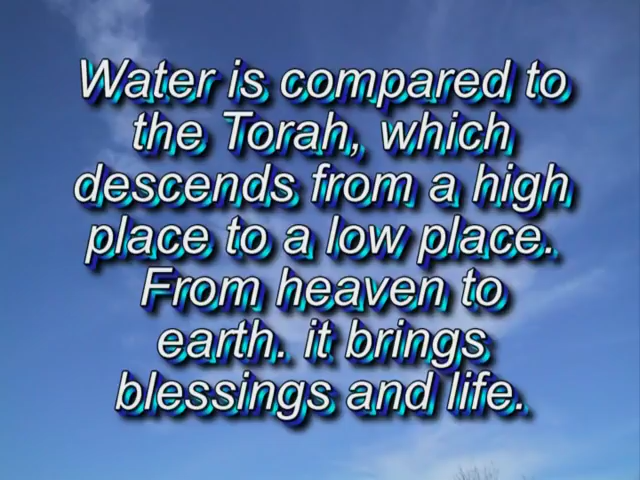 Water is compared to
the Torah, which
descends from a high
place to a low place.
From heaven to
earth. it brings
blessings and life.